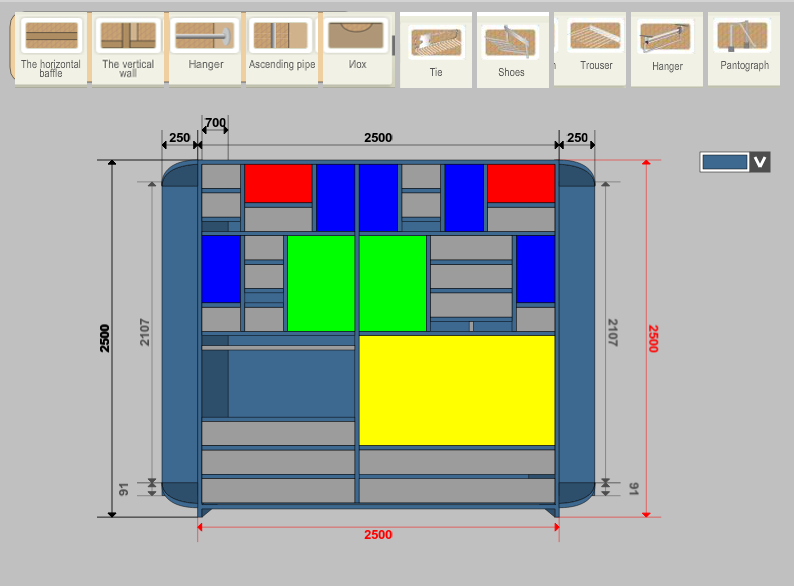 The horizontal
baffle
The vertical
wall
Hanger
Ascending pipe
Иox
Tie
Shoes
Trouser
Hanger
Pantograph
700
250
2500
250
V
2500
2107
2107
2500
91
91
2500